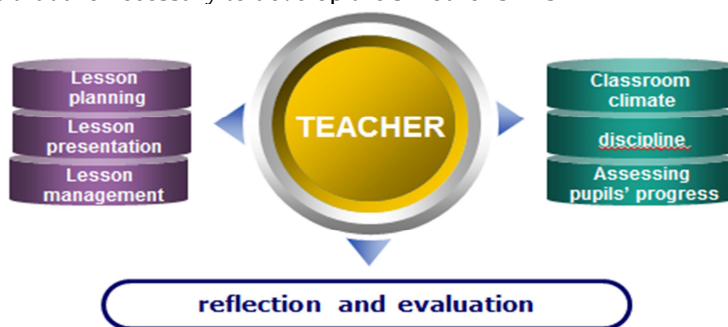 Lesson
planning
Lesson
presentation
Lesson
management
TEACHER
Classroom
climate
discipline
Assessing
pupils' progress
reflection and evaluation